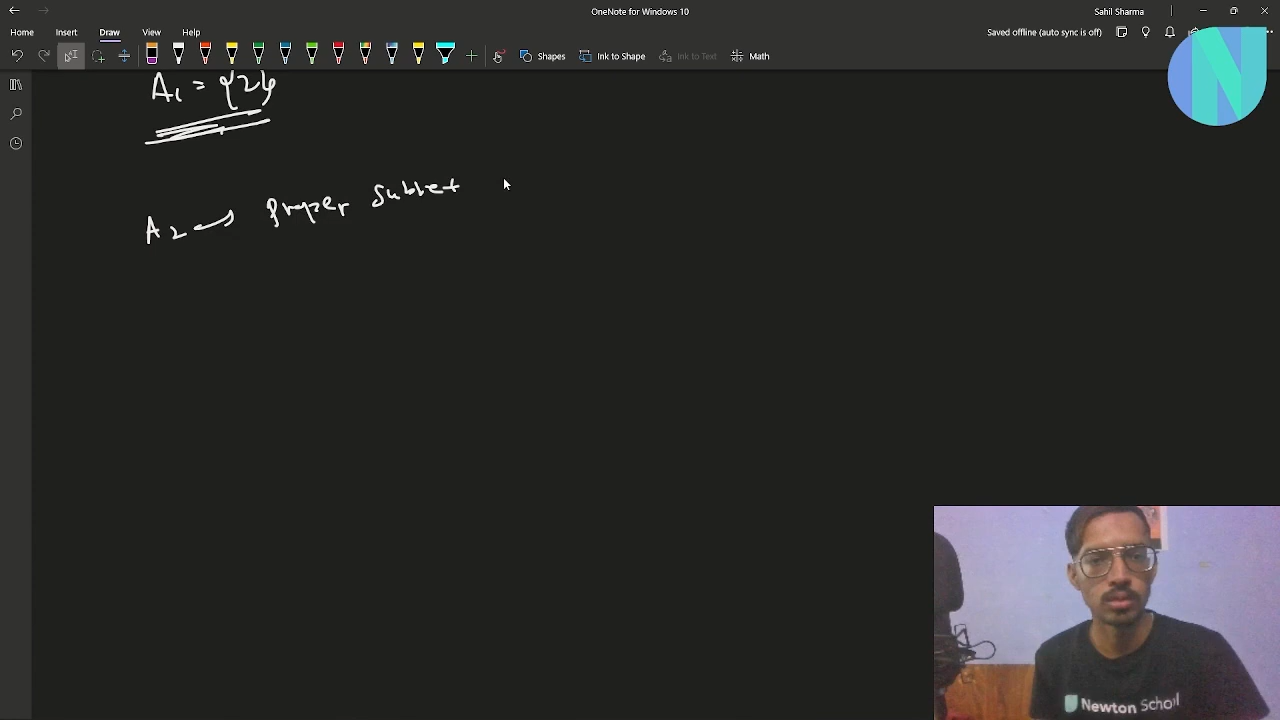 OneNote for Windows 10
Sahil Sharma
Home Insert Draw View Help
Saved offline (auto sync is off)
Shapes Ink to Shape Ink to Text Math
A₁ = {2}
A₂ → Proper Subset
Newton School